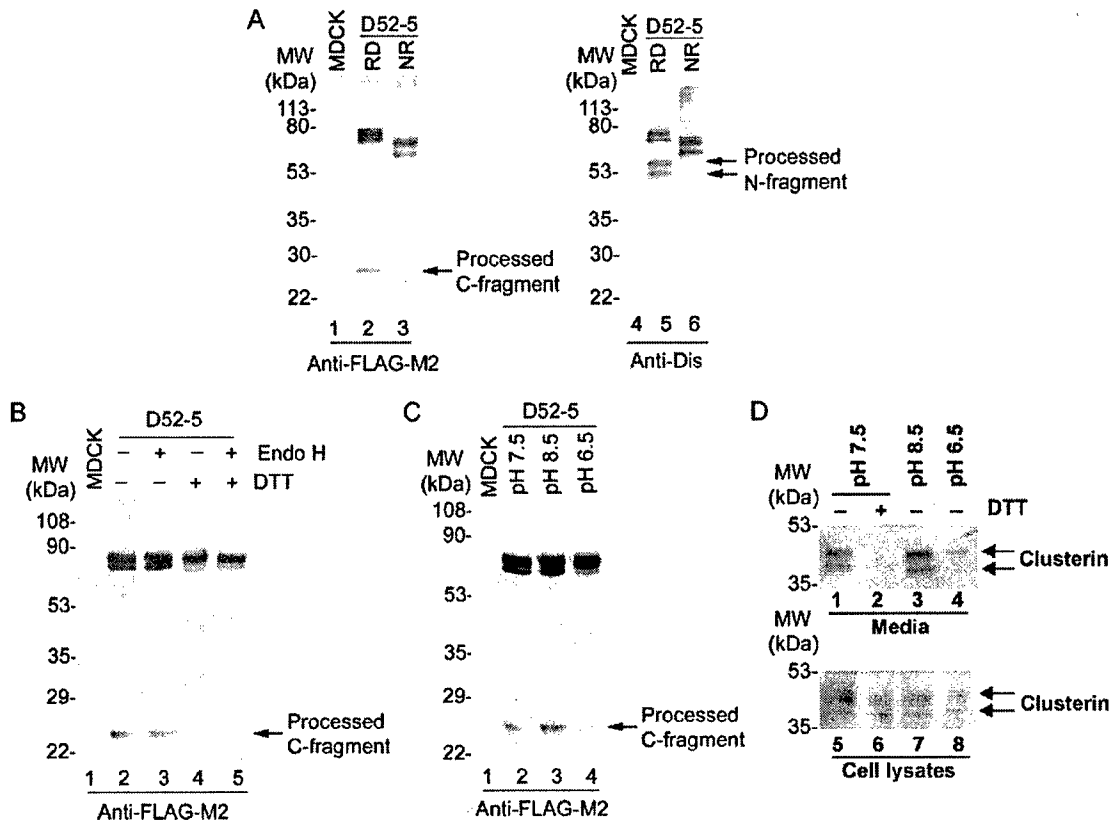 A
MW
(kDa)
MDCK
D52-5
RD
NR
113-
80-
53-
35-
30-
22-
Processed
C-fragment
1 2 3
Anti-FLAG-M2
MW
(kDa)
MDCK
D52-5
RD
NR
113-
80-
53-
35-
30-
22-
Processed
N-fragment
4 5 6
Anti-Dis
B
D52-5
MDCK
- + - + Endo H
- - + + DTT
MW
(kDa)
108-
90-
53-
35-
29-
22-
Processed
C-fragment
1 2 3 4 5
Anti-FLAG-M2
C
D52-5
MDCK
pH 7.5
pH 8.5
pH 6.5
MW
(kDa)
108-
90-
53-
35-
29-
22-
Processed
C-fragment
1 2 3 4
Anti-FLAG-M2
D
pH 7.5
pH 8.5
pH 6.5
MW
(kDa)
- + - - DTT
53-
35-
Clusterin
1 2 3 4
Media
MW
(kDa)
53-
35-
Clusterin
5 6 7 8
Cell lysates